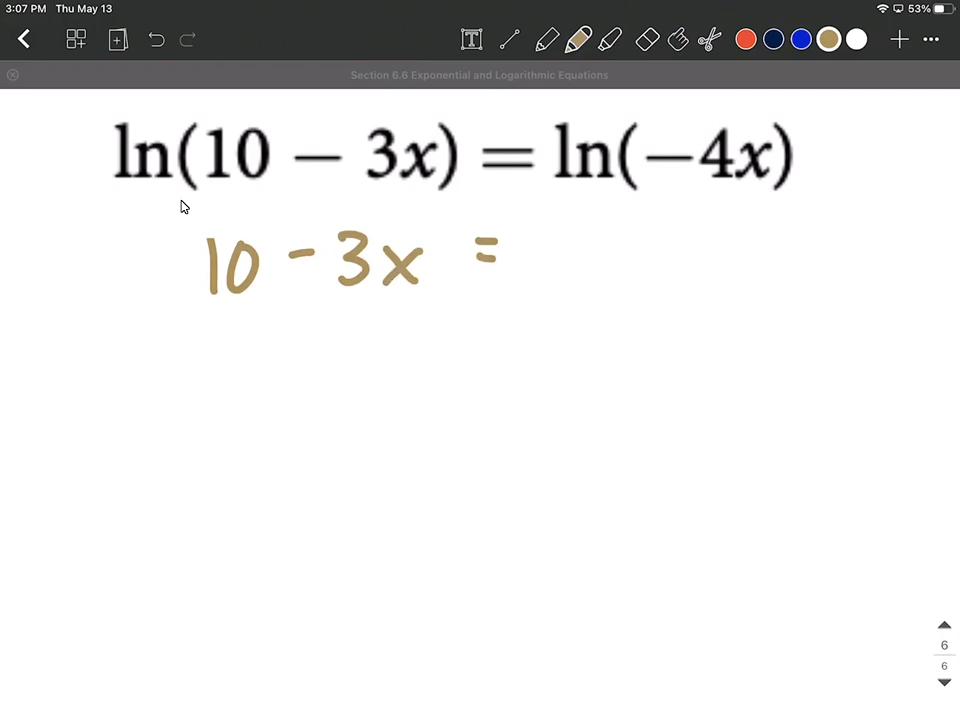 3:07 PM Thu May 13 53%
T
Section 6.6 Exponential and Logarithmic Equations
ln(10 − 3x) = ln(−4x)
10 - 3x =
6
6